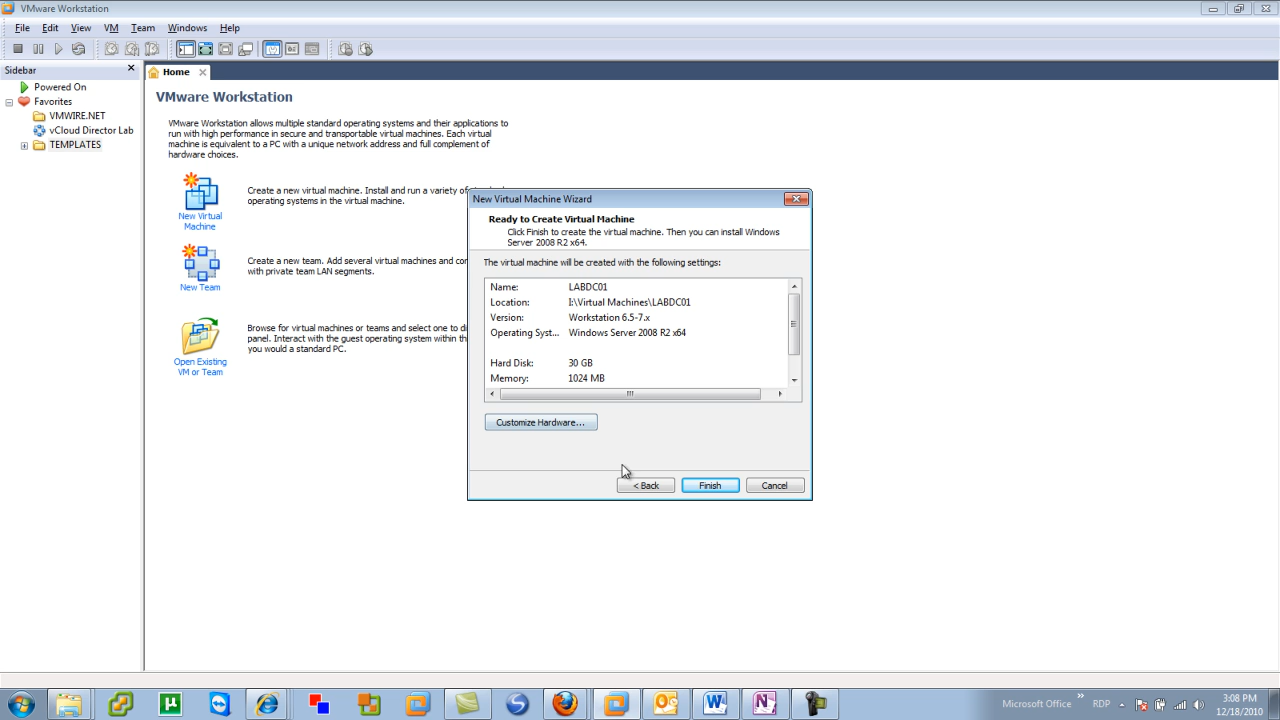 VMware Workstation
File Edit View VM Team Windows Help
Sidebar
Powered On
Favorites
VMWIRE.NET
vCloud Director Lab
TEMPLATES
Home
VMware Workstation
VMware Workstation allows multiple standard operating systems and their applications to
run with high performance in secure and transportable virtual machines. Each virtual
machine is equivalent to a PC with a unique network address and full complement of
hardware choices.
New Virtual
Machine
Create a new virtual machine. Install and run a variety of
operating systems in the virtual machine.
New Team
Create a new team. Add several virtual machines and
with private team LAN segments.
Open Existing
VM or Team
Browse for virtual machines or teams and select one to
panel. Interact with the guest operating system within
you would a standard PC.
New Virtual Machine Wizard
Ready to Create Virtual Machine
Click Finish to create the virtual machine. Then you can install Windows
Server 2008 R2 x64.
The virtual machine will be created with the following settings:
Name: LABDC01
Location: I:\Virtual Machines\LABDC01
Version: Workstation 6.5-7.x
Operating Syst... Windows Server 2008 R2 x64
Hard Disk: 30 GB
Memory: 1024 MB
Customize Hardware...
< Back Finish Cancel
Microsoft Office » RDP 3:08 PM
12/18/2010